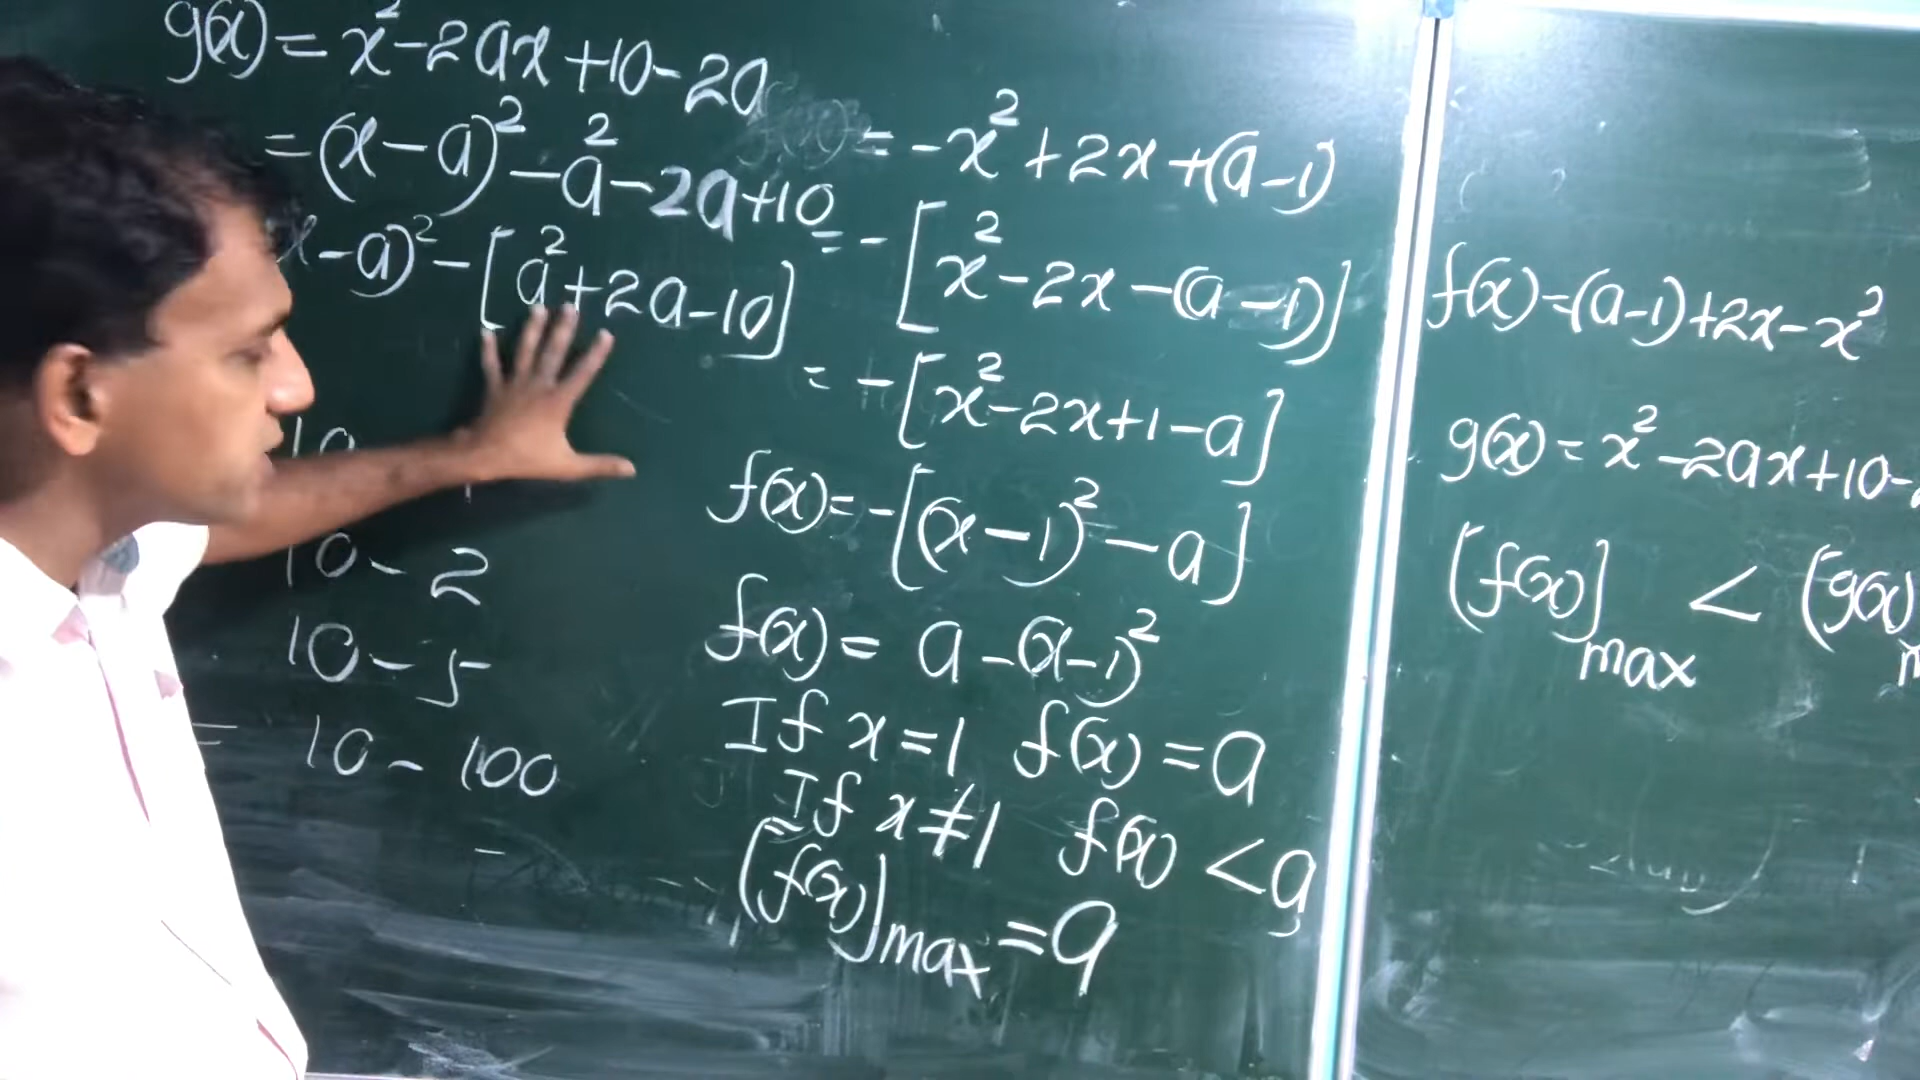 g(x) = x² - 2ax + 10 - 2a
= (x - a)² - a² - 2a + 10
x - a)² - [a² + 2a - 10]
10
10 - 2
10 - 5
= 10 - 100
-
= -x² + 2x + (a - 1)
= -[x² - 2x - (a - 1)]
= -[x² - 2x + 1 - a]
f(x) = -[(x - 1)² - a]
f(x) = a - (x - 1)²
If x = 1 f(x) = a
If x ≠ 1 f(x) < a
[f(x)]max = a
f(x) = (a - 1) + 2x - x²
g(x) = x² - 2ax + 10 -
[f(x)]max < [g(x)